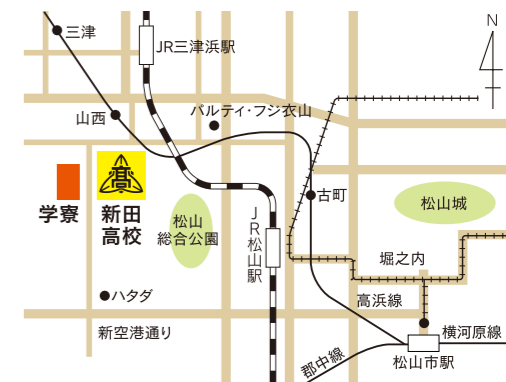 三津
JR三津浜駅
N
山西
パルティ・フジ衣山
髙
学寮
新田
高校
松山
総合公園
JR松山駅
古町
松山城
堀之内
ハタダ
高浜線
新空港通り
横河原線
郡中線
松山市駅